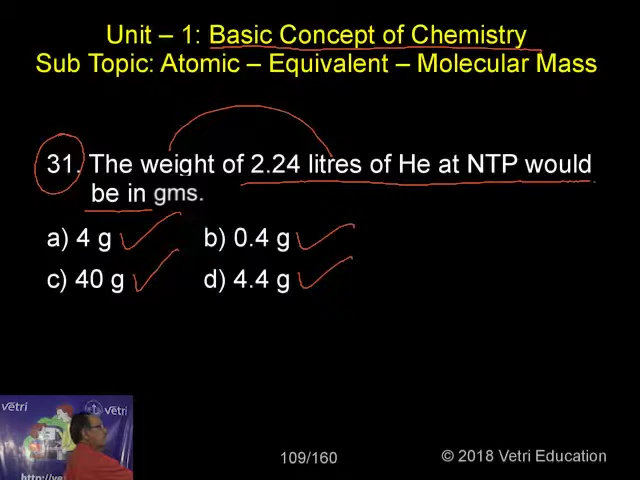 Unit – 1: Basic Concept of Chemistry
Sub Topic: Atomic – Equivalent – Molecular Mass
31. The weight of 2.24 litres of He at NTP would
be in gms.
a) 4 g b) 0.4 g
c) 40 g d) 4.4 g
vetri vetri
http://ve
109/160 © 2018 Vetri Education